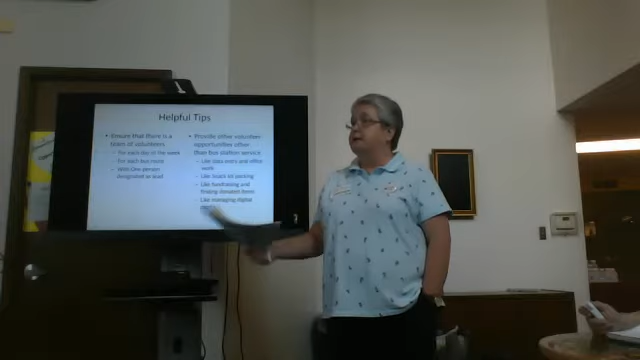 Helpful Tips
• Ensure that there is a
team of volunteers
– For each day of the week
– For each bus route
– With One person
designated as lead
• Provide other volunteer
opportunities other
than bus station service
– Like data entry and office
work
– Like Snack kit packing
– Like fundraising and
finding donated items
– Like managing digital